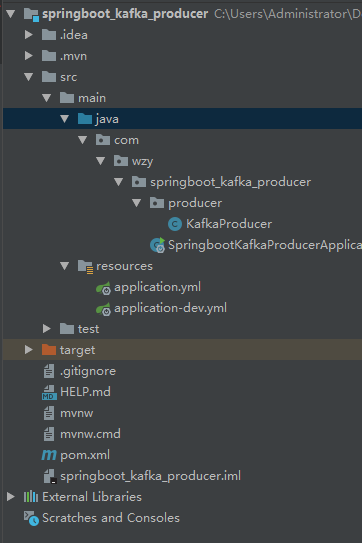 springboot_kafka_producer C:\Users\Administrator\D
.idea
.mvn
src
main
java
com
wzy
springboot_kafka_producer
producer
KafkaProducer
SpringbootKafkaProducerApplica
resources
application.yml
application-dev.yml
test
target
.gitignore
HELP.md
mvnw
mvnw.cmd
pom.xml
springboot_kafka_producer.iml
External Libraries
Scratches and Consoles